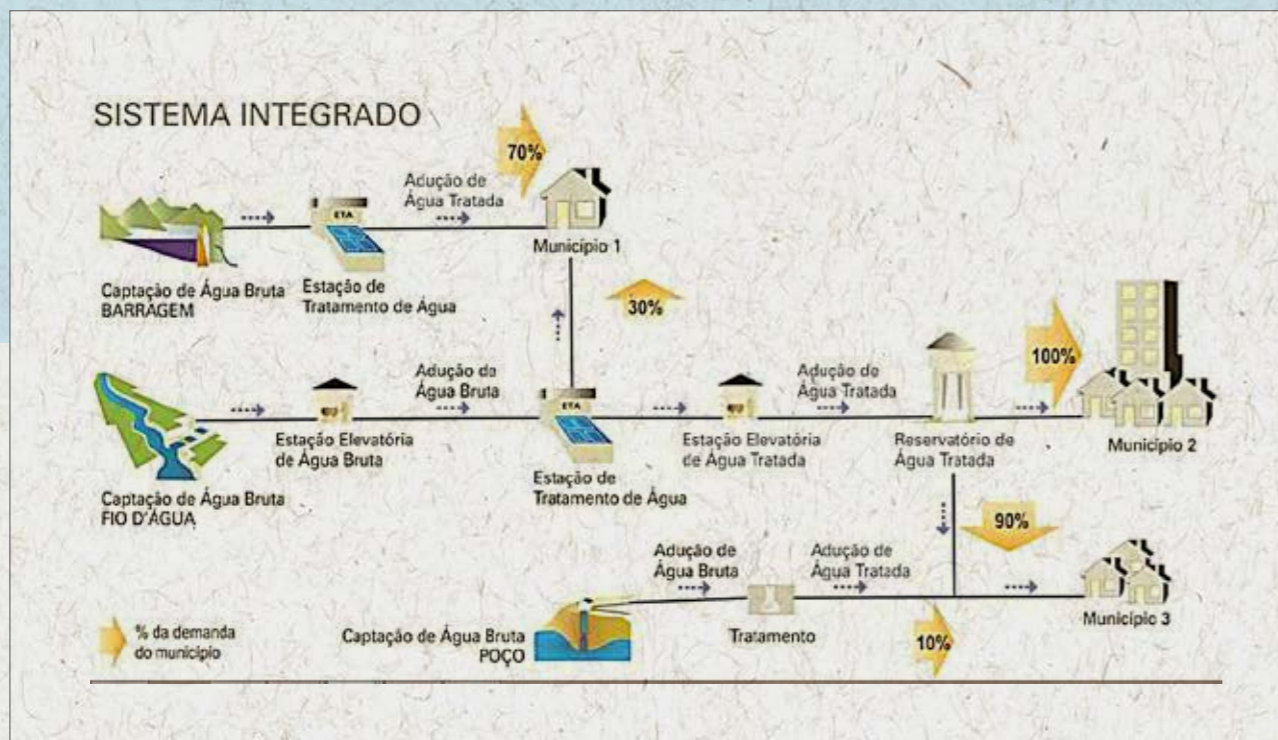 SISTEMA INTEGRADO
70%
Adução de
Água Tratada
ETA
Município 1
Captação de Água Bruta
BARRAGEM
Estação de
Tratamento de Água
30%
100%
Adução da
Água Bruta
Adução de
Água Tratada
ETA
Estação Elevatória
de Água Bruta
Estação Elevatória
de Água Tratada
Reservatório de
Água Tratada
Município 2
Captação de Água Bruta
FIO D'ÁGUA
Estação de
Tratamento de Água
90%
Adução de
Água Bruta
Adução de
Água Tratada
Município 3
% da demanda
do município
Captação de Água Bruta
POÇO
Tratamento
10%